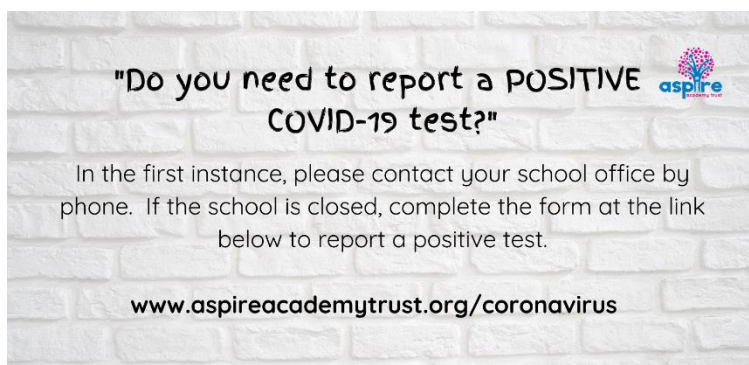 "Do you need to report a POSITIVE
COVID-19 test?"
aspire
academy trust
In the first instance, please contact your school office by
phone.  If the school is closed, complete the form at the link
below to report a positive test.
www.aspireacademytrust.org/coronavirus